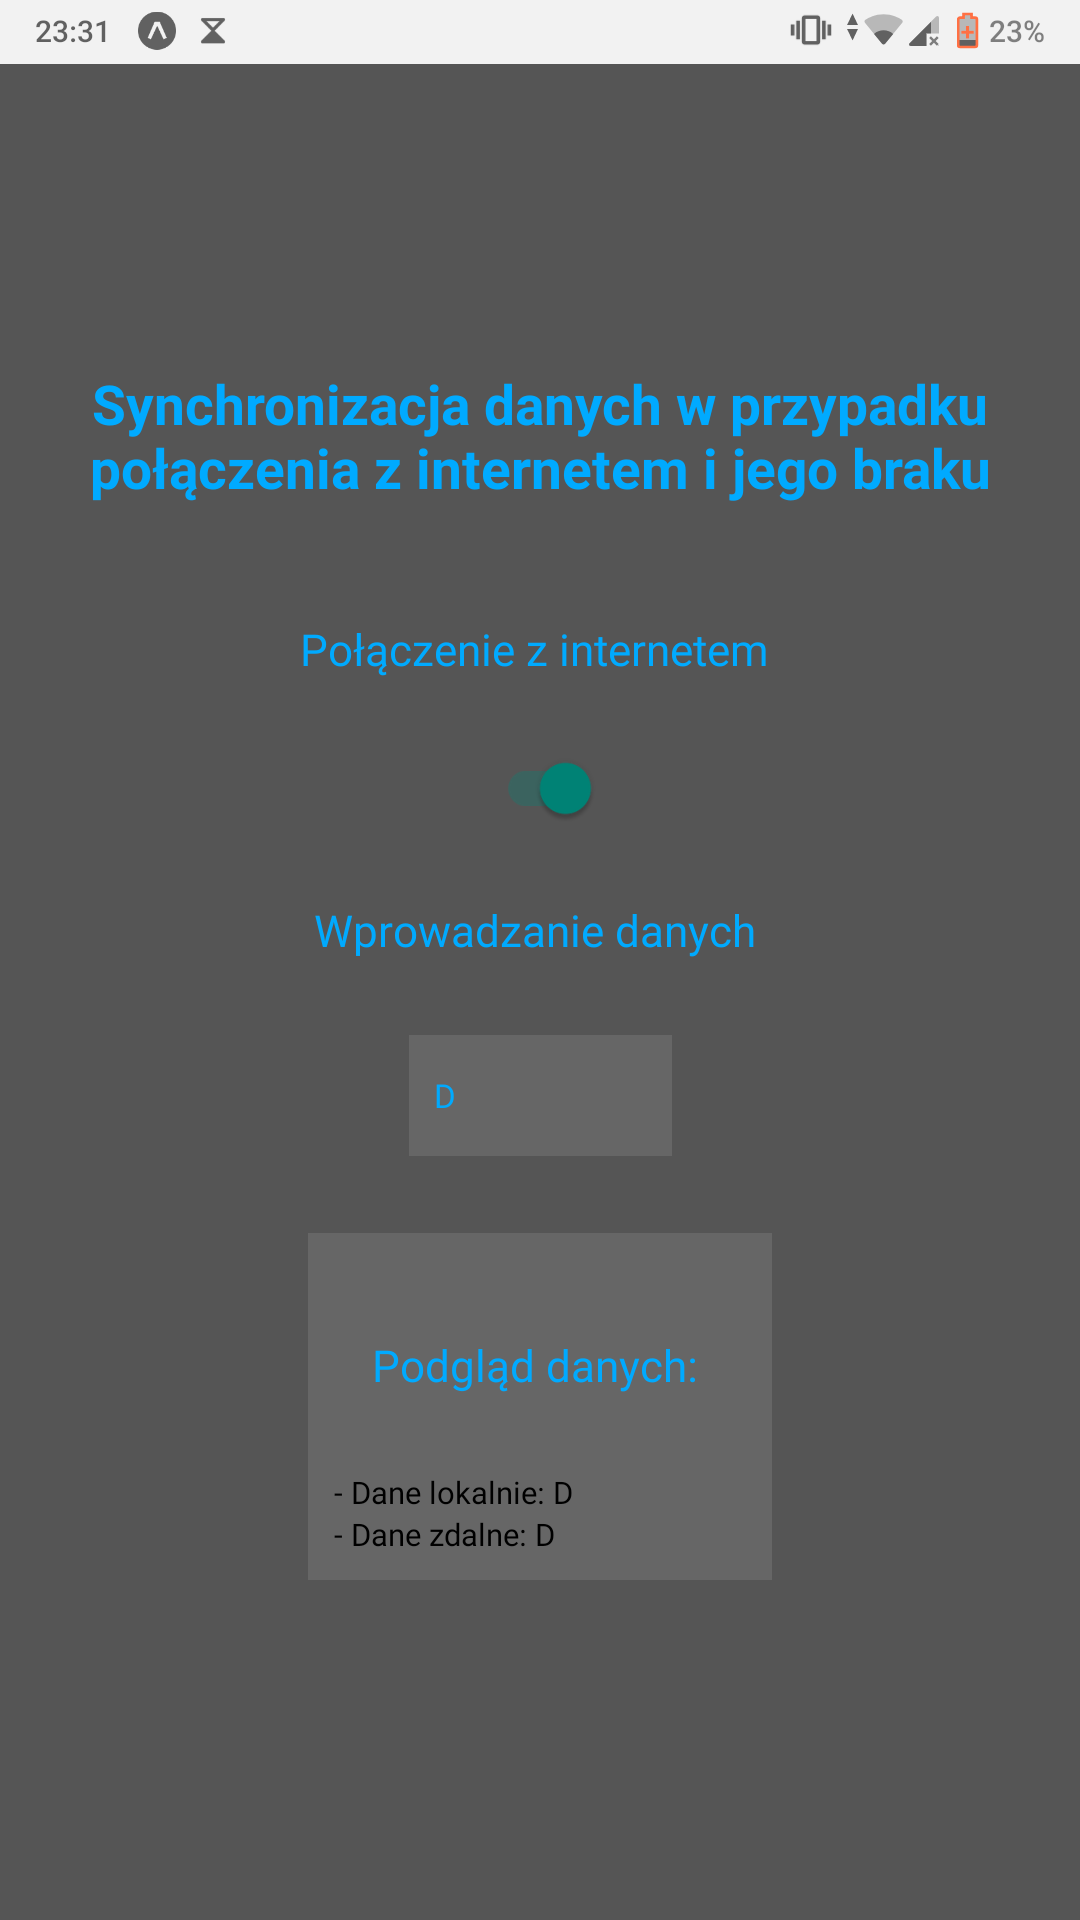 23:31
23%
Synchronizacja danych w przypadku
połączenia z internetem i jego braku
Połączenie z internetem
Wprowadzanie danych
D
Podgląd danych:
- Dane lokalnie: D
- Dane zdalne: D